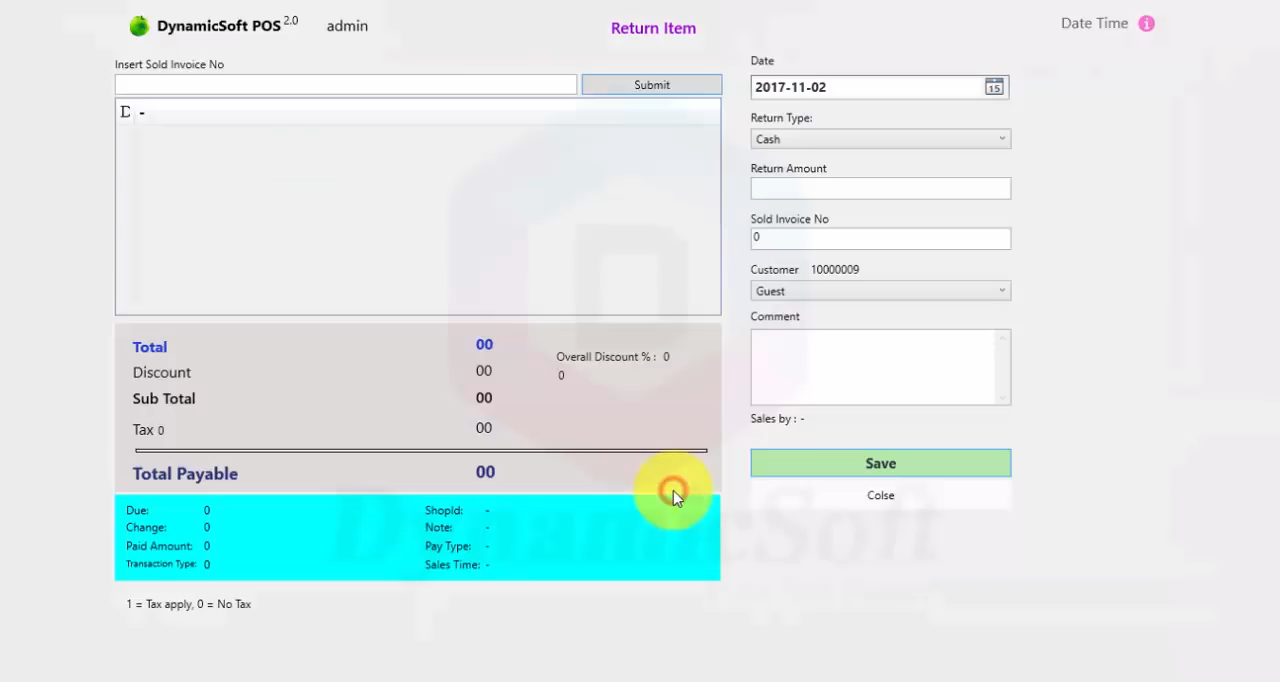 DynamicSoft POS 2.0 admin
Return Item
Date Time i
Insert Sold Invoice No
Submit
D -
Total 00
Discount 00
Sub Total 00
Tax 0 00
Total Payable 00
Overall Discount % : 0
0
Due: 0
Change: 0
Paid Amount: 0
Transaction Type: 0
ShopId: -
Note: -
Pay Type: -
Sales Time: -
1 = Tax apply, 0 = No Tax
Date
2017-11-02
15
Return Type:
Cash
Return Amount
Sold Invoice No
0
Customer 10000009
Guest
Comment
Sales by : -
Save
Colse
DynamicSoft